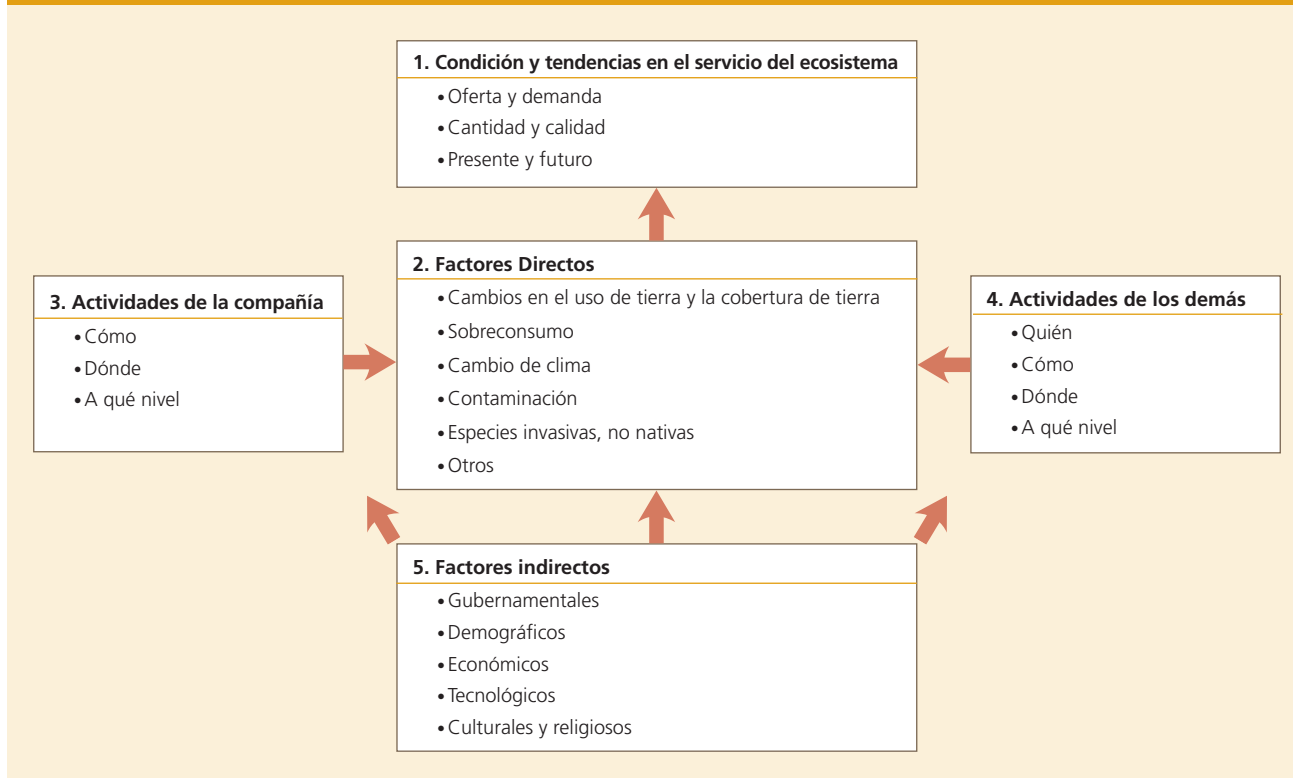 1. Condición y tendencias en el servicio del ecosistema
• Oferta y demanda
• Cantidad y calidad
• Presente y futuro
2. Factores Directos
• Cambios en el uso de tierra y la cobertura de tierra
• Sobreconsumo
• Cambio de clima
• Contaminación
• Especies invasivas, no nativas
• Otros
3. Actividades de la compañía
• Cómo
• Dónde
• A qué nivel
4. Actividades de los demás
• Quién
• Cómo
• Dónde
• A qué nivel
5. Factores indirectos
• Gubernamentales
• Demográficos
• Económicos
• Tecnológicos
• Culturales y religiosos